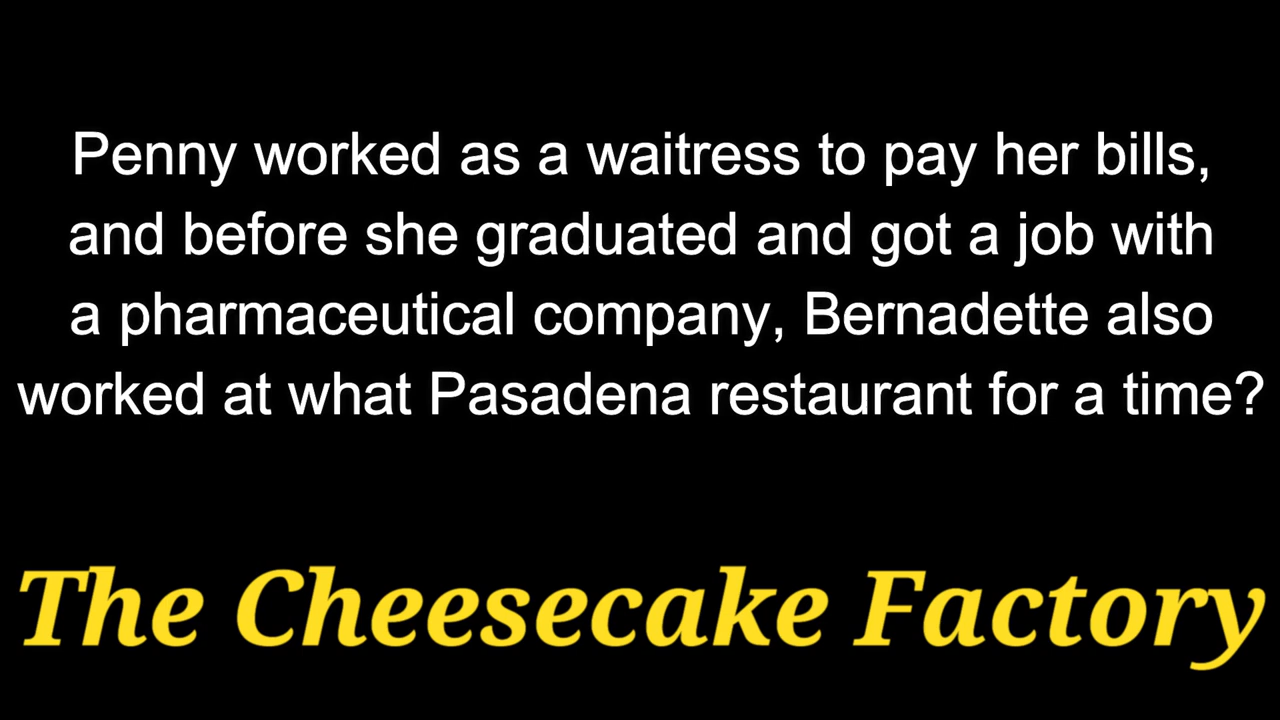 Penny worked as a waitress to pay her bills,
and before she graduated and got a job with
a pharmaceutical company, Bernadette also
worked at what Pasadena restaurant for a time?
The Cheesecake Factory